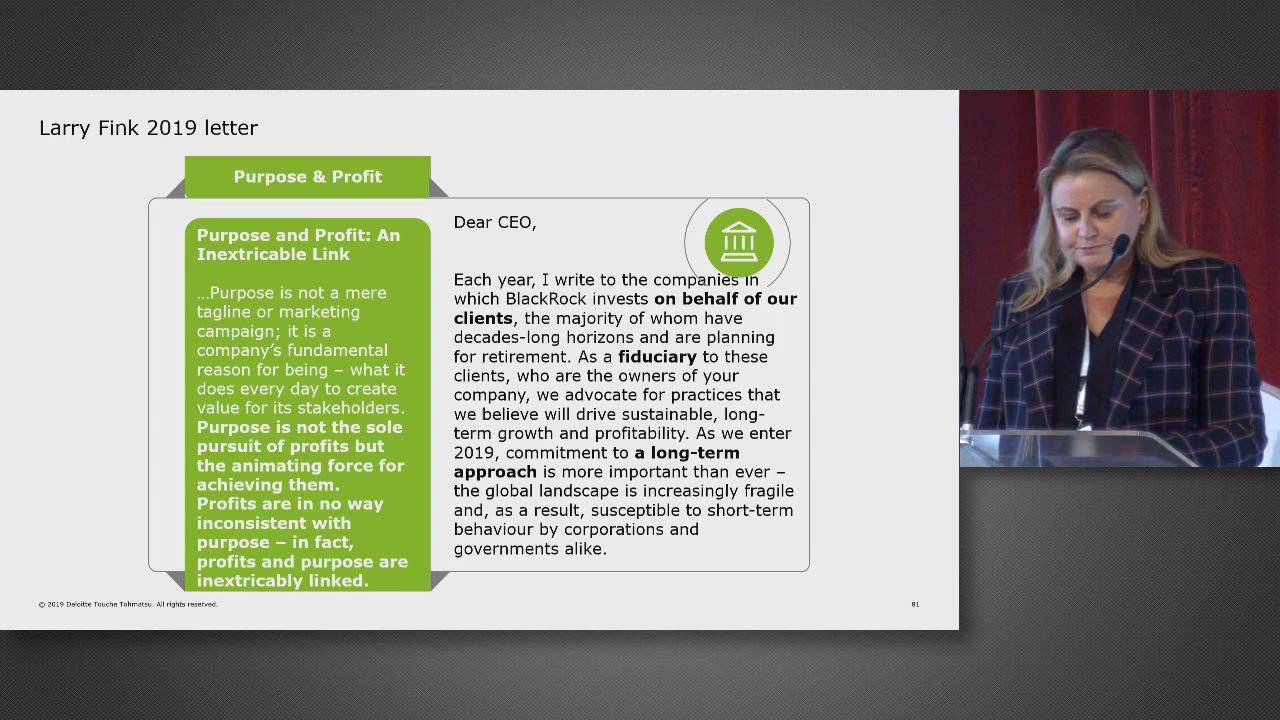 Larry Fink 2019 letter
Purpose & Profit
Purpose and Profit: An
Inextricable Link
…Purpose is not a mere
tagline or marketing
campaign; it is a
company’s fundamental
reason for being – what it
does every day to create
value for its stakeholders.
Purpose is not the sole
pursuit of profits but
the animating force for
achieving them.
Profits are in no way
inconsistent with
purpose – in fact,
profits and purpose are
inextricably linked.
Dear CEO,
Each year, I write to the companies in
which BlackRock invests on behalf of our
clients, the majority of whom have
decades-long horizons and are planning
for retirement. As a fiduciary to these
clients, who are the owners of your
company, we advocate for practices that
we believe will drive sustainable, long-
term growth and profitability. As we enter
2019, commitment to a long-term
approach is more important than ever –
the global landscape is increasingly fragile
and, as a result, susceptible to short-term
behaviour by corporations and
governments alike.
© 2019 Deloitte Touche Tohmatsu. All rights reserved.
81